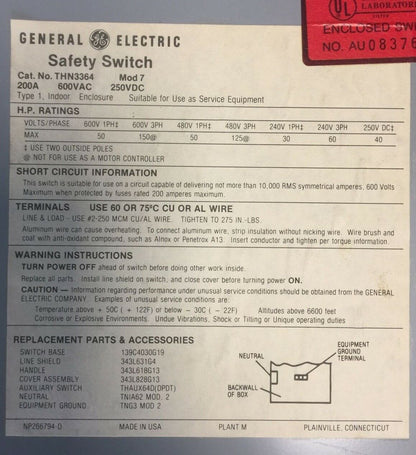 UL
LABORATORI
ENCLOSED SW
NO. AU 08376
GENERAL GE ELECTRIC
Safety Switch
Cat. No. THN3364 Mod 7
200A 600VAC 250VDC
Type 1, Indoor Enclosure Suitable for Use as Service Equipment
H.P. RATINGS
VOLTS/PHASE 600V 1PH‡ 600V 3PH 480V 1PH‡ 480V 3PH 240V 1PH‡ 240V 3PH 250V DC‡
MAX 50 150@ 50 125@ 30 60 40
‡ USE TWO OUTSIDE POLES
@ NOT FOR USE AS A MOTOR CONTROLLER
SHORT CIRCUIT INFORMATION
This switch is suitable for use on a circuit capable of delivering not more than 10,000 RMS symmetrical amperes, 600 Volts
Maximum when protected by fuses rated 200 amperes maximum.
TERMINALS USE 60 OR 75°C CU OR AL WIRE
LINE & LOAD - USE #2-250 MCM CU/AL WIRE. TIGHTEN TO 275 IN.-LBS.
Aluminum wire can cause overheating. To connect aluminum wire, strip insulation without nicking wire. Wire brush and
coat with anti-oxidant compound, such as Alnox or Penetrox A13. Insert conductor and tighten per torque information.
WARNING INSTRUCTIONS
TURN POWER OFF ahead of switch before doing other work inside.
Replace all parts. Install line shield on switch, and close cover before turning power ON.
CAUTION — Information regarding performance under unusual service conditions should be obtained from the GENERAL
ELECTRIC COMPANY. Examples of unusual service conditions are:
Temperature above + 50C ( + 122F) or below - 30C ( - 22F) Altitudes above 6600 feet
Corrosive or Explosive Environments. Undue Vibrations, Shock or Tilting or Unique operating duties
REPLACEMENT PARTS & ACCESSORIES
SWITCH BASE 139C4030G19
LINE SHIELD 343L631G4
HANDLE 343L618G13
COVER ASSEMBLY 343L828G13
AUXILIARY SWITCH THAUX64D(DPDT)
NEUTRAL TNIA62 MOD. 2
EQUIPMENT GROUND TNG3 MOD 2
NEUTRAL
EQUIPMENT
GROUND
TERMINAL
BACKWALL
OF BOX
NP266794-D MADE IN USA PLANT M PLAINVILLE, CONNECTICUT